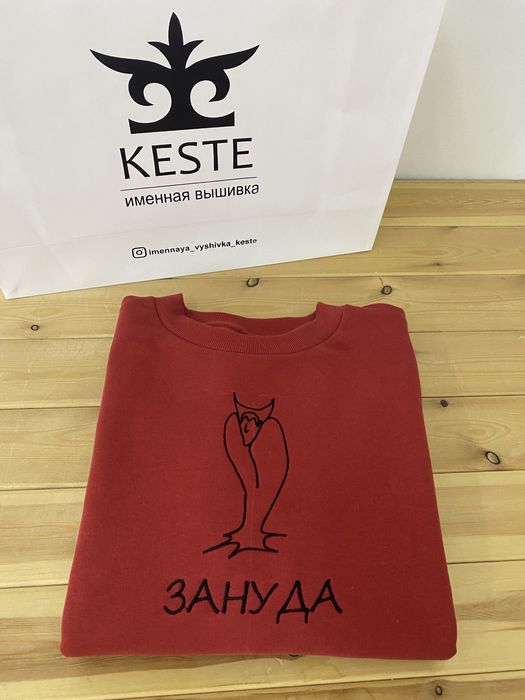 KESTE
именная вышивка
imennaya_vyshivka_keste
ЗАНУДА